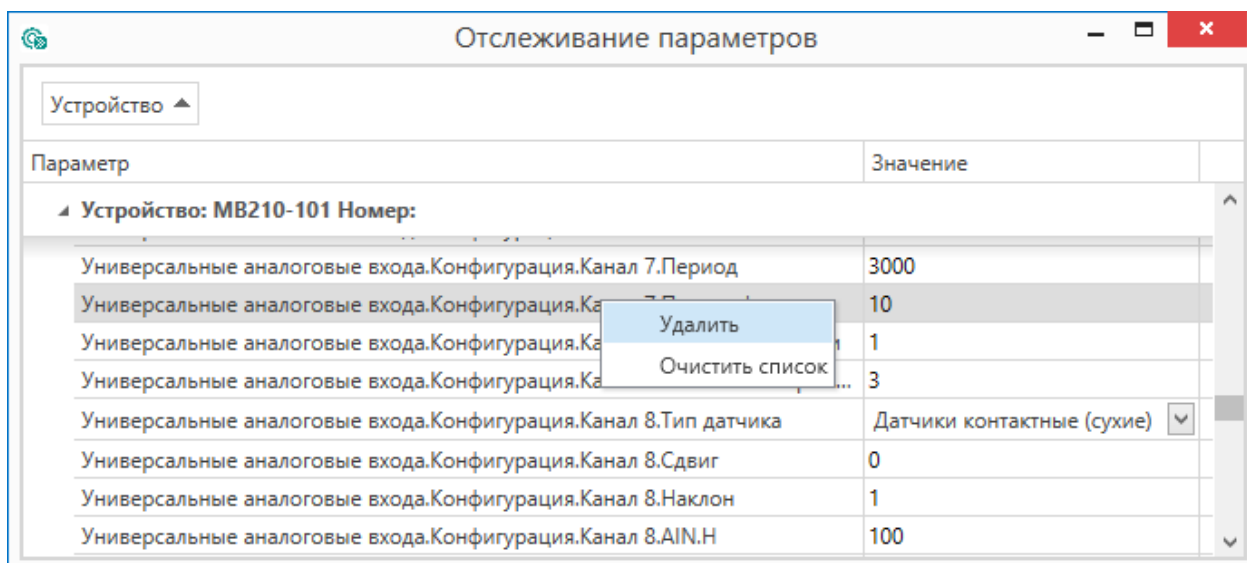 Отслеживание параметров
Устройство
Параметр Значение
Устройство: МВ210-101 Номер:
Универсальные аналоговые входа.Конфигурация.Канал 7.Период 3000
Универсальные аналоговые входа.Конфигурация. 10
Удалить
Универсальные аналоговые входа.Конфигурация. 1
Очистить список
Универсальные аналоговые входа.Конфигурация. ... 3
Универсальные аналоговые входа.Конфигурация.Канал 8.Тип датчика Датчики контактные (сухие)
Универсальные аналоговые входа.Конфигурация.Канал 8.Сдвиг 0
Универсальные аналоговые входа.Конфигурация.Канал 8.Наклон 1
Универсальные аналоговые входа.Конфигурация.Канал 8.AIN.H 100